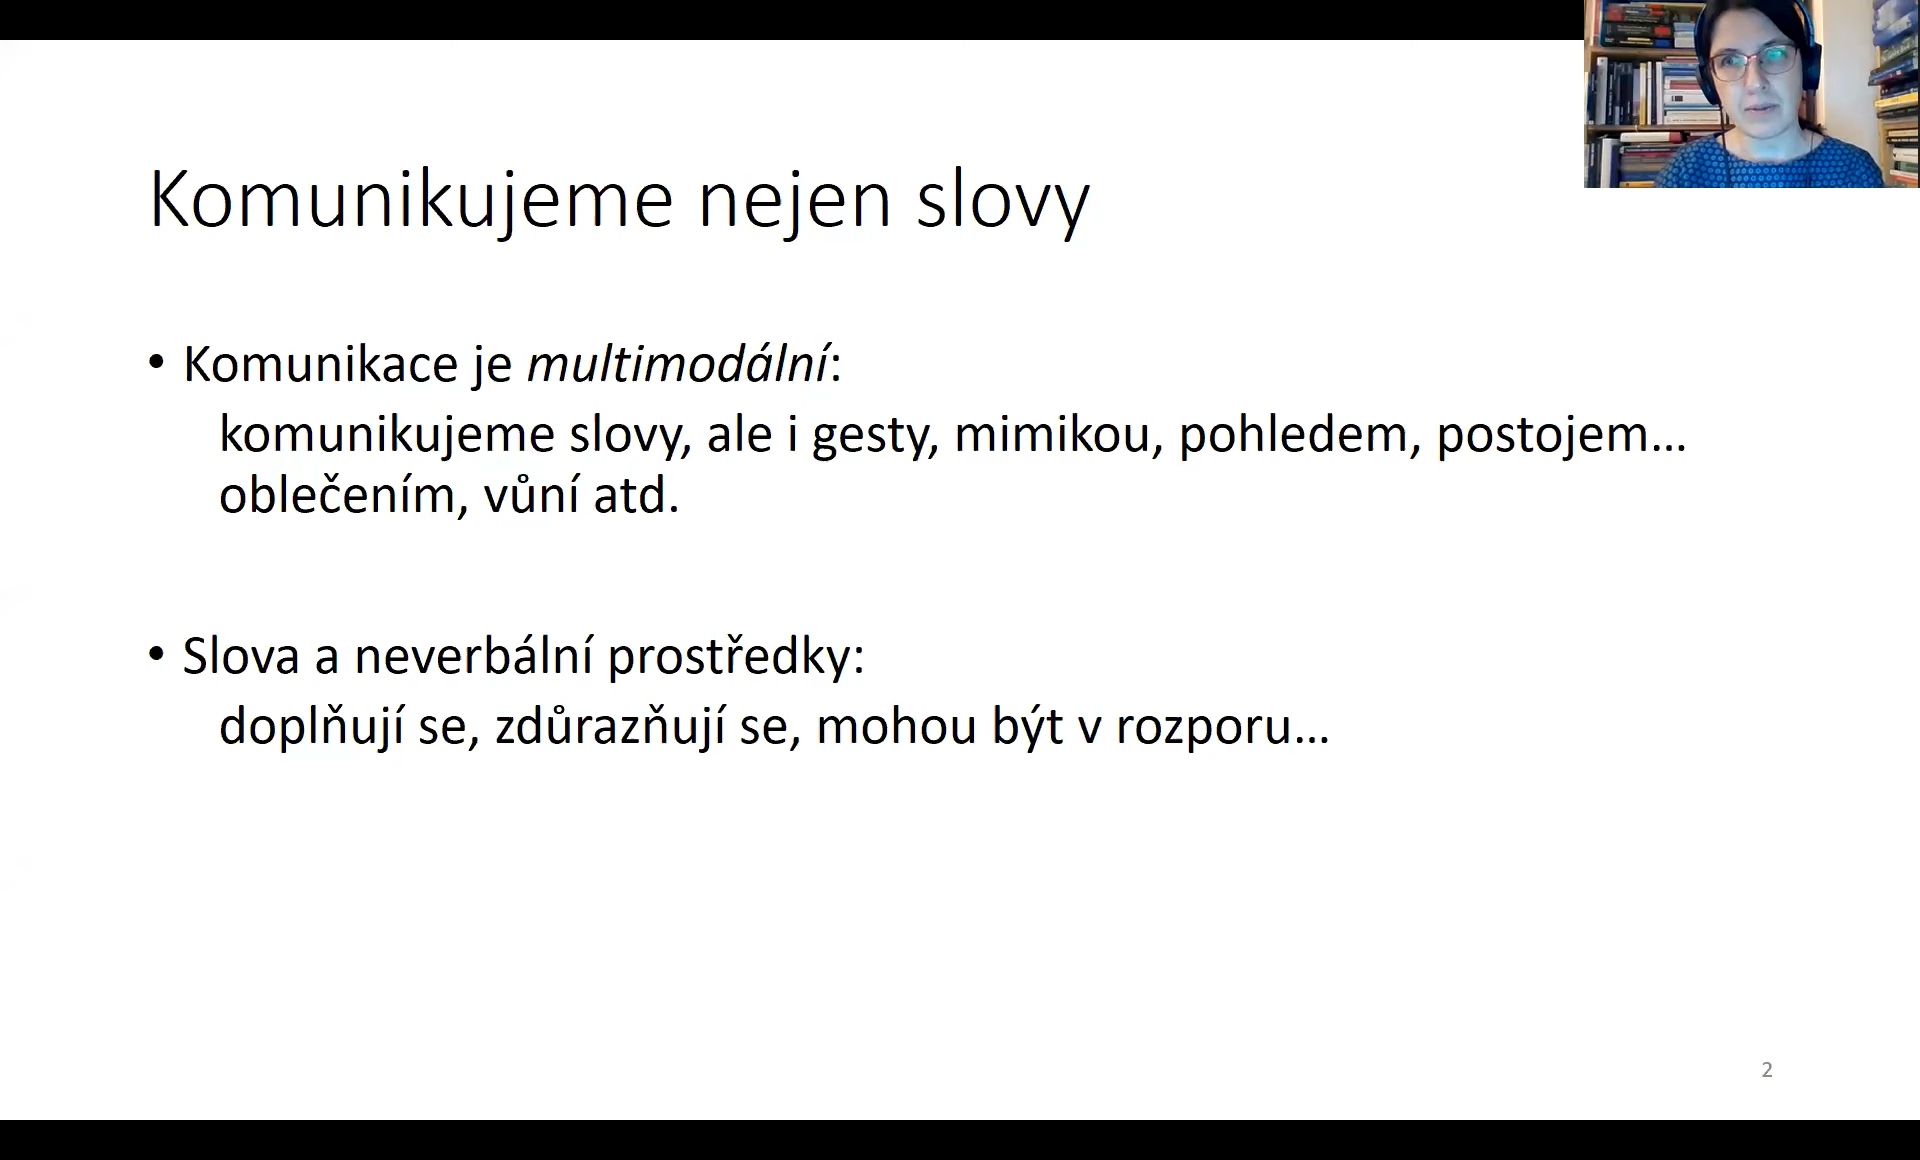 Komunikujeme nejen slovy
• Komunikace je multimodální:
komunikujeme slovy, ale i gesty, mimikou, pohledem, postojem…
oblečením, vůní atd.
• Slova a neverbální prostředky:
doplňují se, zdůrazňují se, mohou být v rozporu…
2